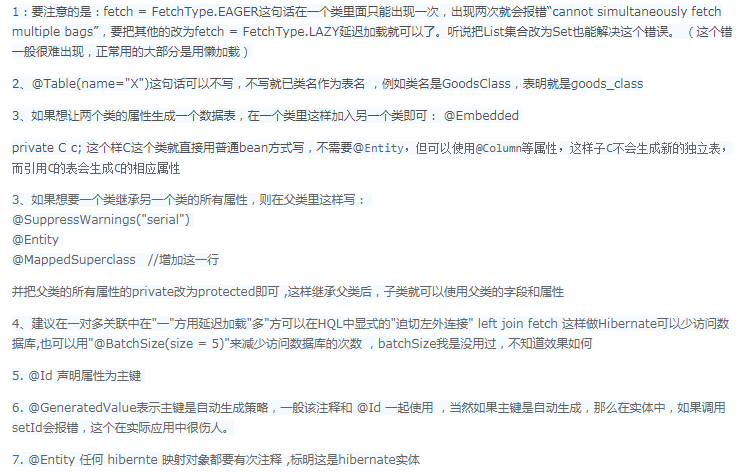 1：要注意的是：fetch = FetchType.EAGER这句话在一个类里面只能出现一次，出现两次就会报错“cannot simultaneously fetch
multiple bags”，要把其他的改为fetch = FetchType.LAZY延迟加载就可以了。听说把List集合改为Set也能解决这个错误。 （这个错
一般很难出现，正常用的大部分是用懒加载）
2、@Table(name="X")这句话可以不写，不写就已类名作为表名 ，例如类名是GoodsClass，表明就是goods_class
3、如果想让两个类的属性生成一个数据表，在一个类里这样加入另一个类即可： @Embedded
private C c; 这个样C这个类就直接用普通bean方式写，不需要@Entity，但可以使用@Column等属性，这样子C不会生成新的独立表，
而引用C的表会生成C的相应属性
3、如果想要一个类继承另一个类的所有属性，则在父类里这样写：
@SuppressWarnings("serial")
@Entity
@MappedSuperclass //增加这一行
并把父类的所有属性的private改为protected即可 ,这样继承父类后，子类就可以使用父类的字段和属性
4、建议在一对多关联中在"一"方用延迟加载"多"方可以在HQL中显式的"迫切左外连接" left join fetch 这样做Hibernate可以少访问数
据库,也可以用"@BatchSize(size = 5)"来减少访问数据库的次数 ，batchSize我是没用过，不知道效果如何
5. @Id 声明属性为主键
6. @GeneratedValue表示主键是自动生成策略，一般该注释和 @Id 一起使用 ，当然如果主键是自动生成，那么在实体中，如果调用
setId会报错，这个在实际应用中很伤人。
7. @Entity 任何 hibernte 映射对象都要有次注释 ,标明这是hibernate实体